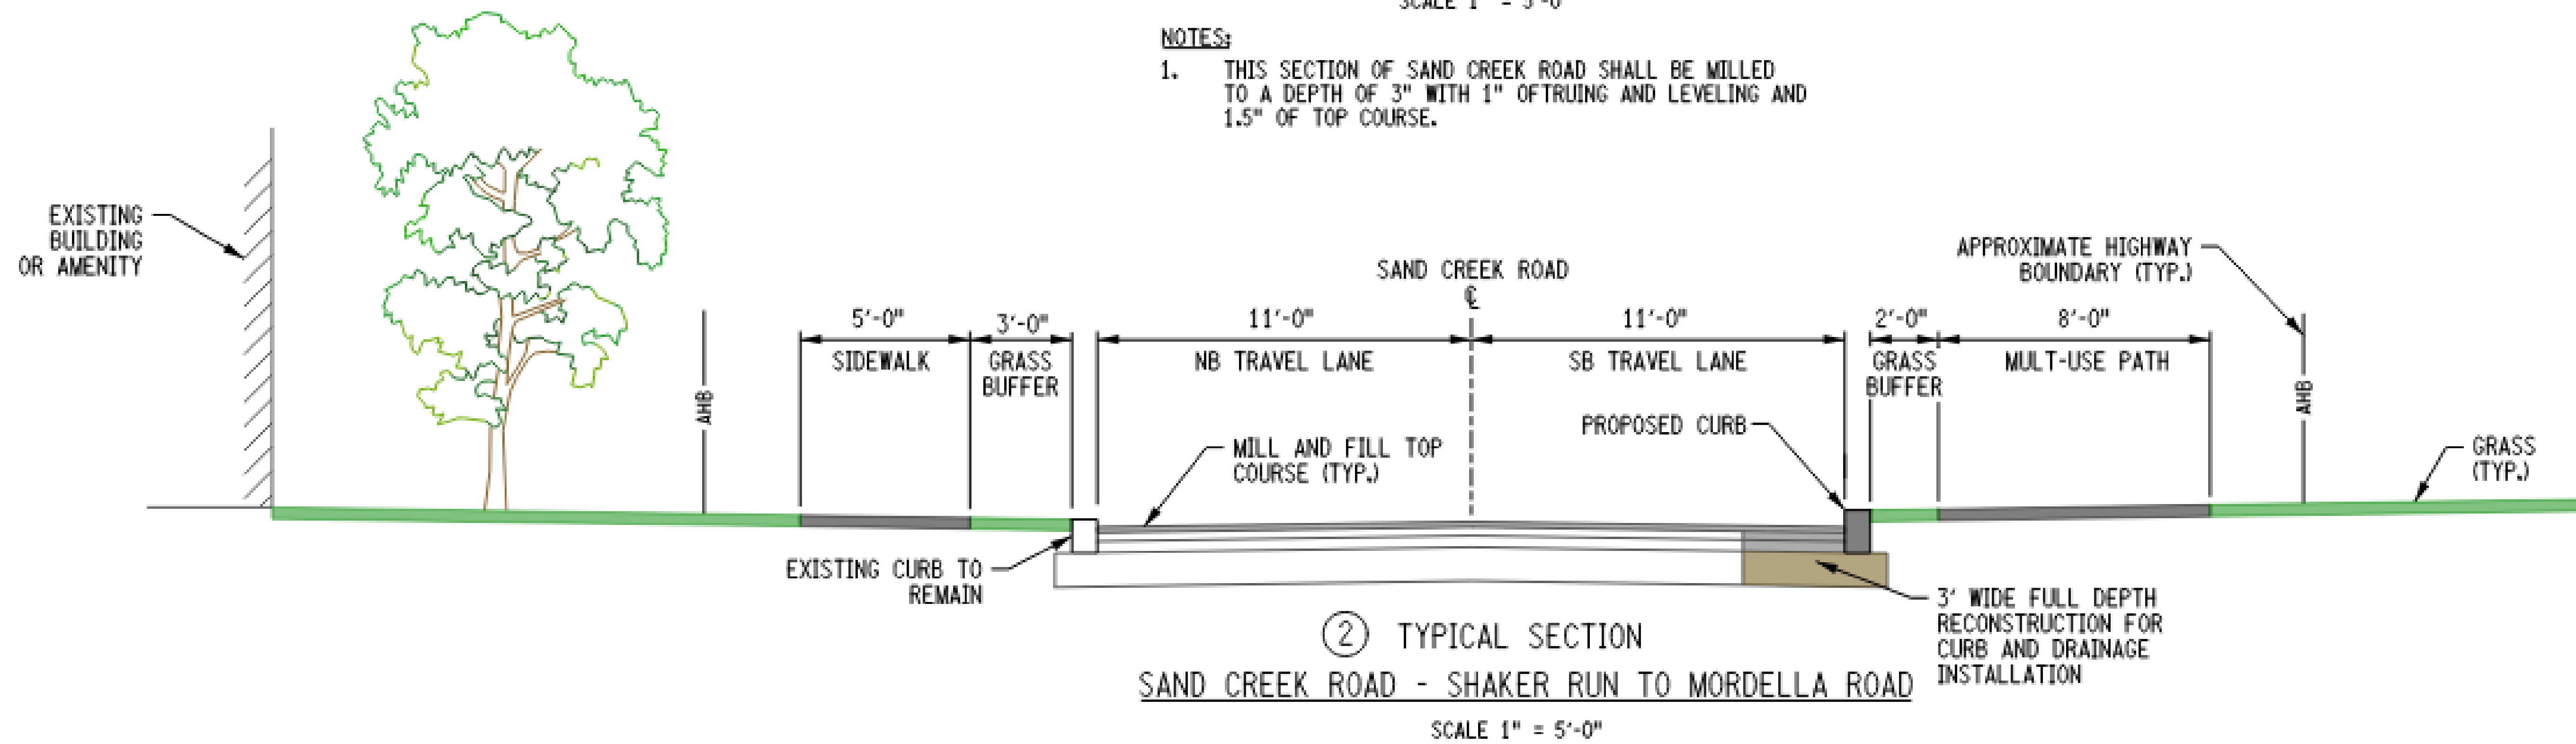 SCALE 1" = 5'-0"
NOTES:
1. THIS SECTION OF SAND CREEK ROAD SHALL BE MILLED
TO A DEPTH OF 3" WITH 1" OFTRUING AND LEVELING AND
1.5" OF TOP COURSE.
EXISTING
BUILDING
OR AMENITY
AHB
5'-0"
SIDEWALK
3'-0"
GRASS
BUFFER
SAND CREEK ROAD
℄
11'-0"
NB TRAVEL LANE
11'-0"
SB TRAVEL LANE
2'-0"
GRASS
BUFFER
8'-0"
MULT-USE PATH
APPROXIMATE HIGHWAY
BOUNDARY (TYP.)
AHB
MILL AND FILL TOP
COURSE (TYP.)
PROPOSED CURB
GRASS
(TYP.)
EXISTING CURB TO
REMAIN
3' WIDE FULL DEPTH
RECONSTRUCTION FOR
CURB AND DRAINAGE
INSTALLATION
2 TYPICAL SECTION
SAND CREEK ROAD - SHAKER RUN TO MORDELLA ROAD
SCALE 1" = 5'-0"